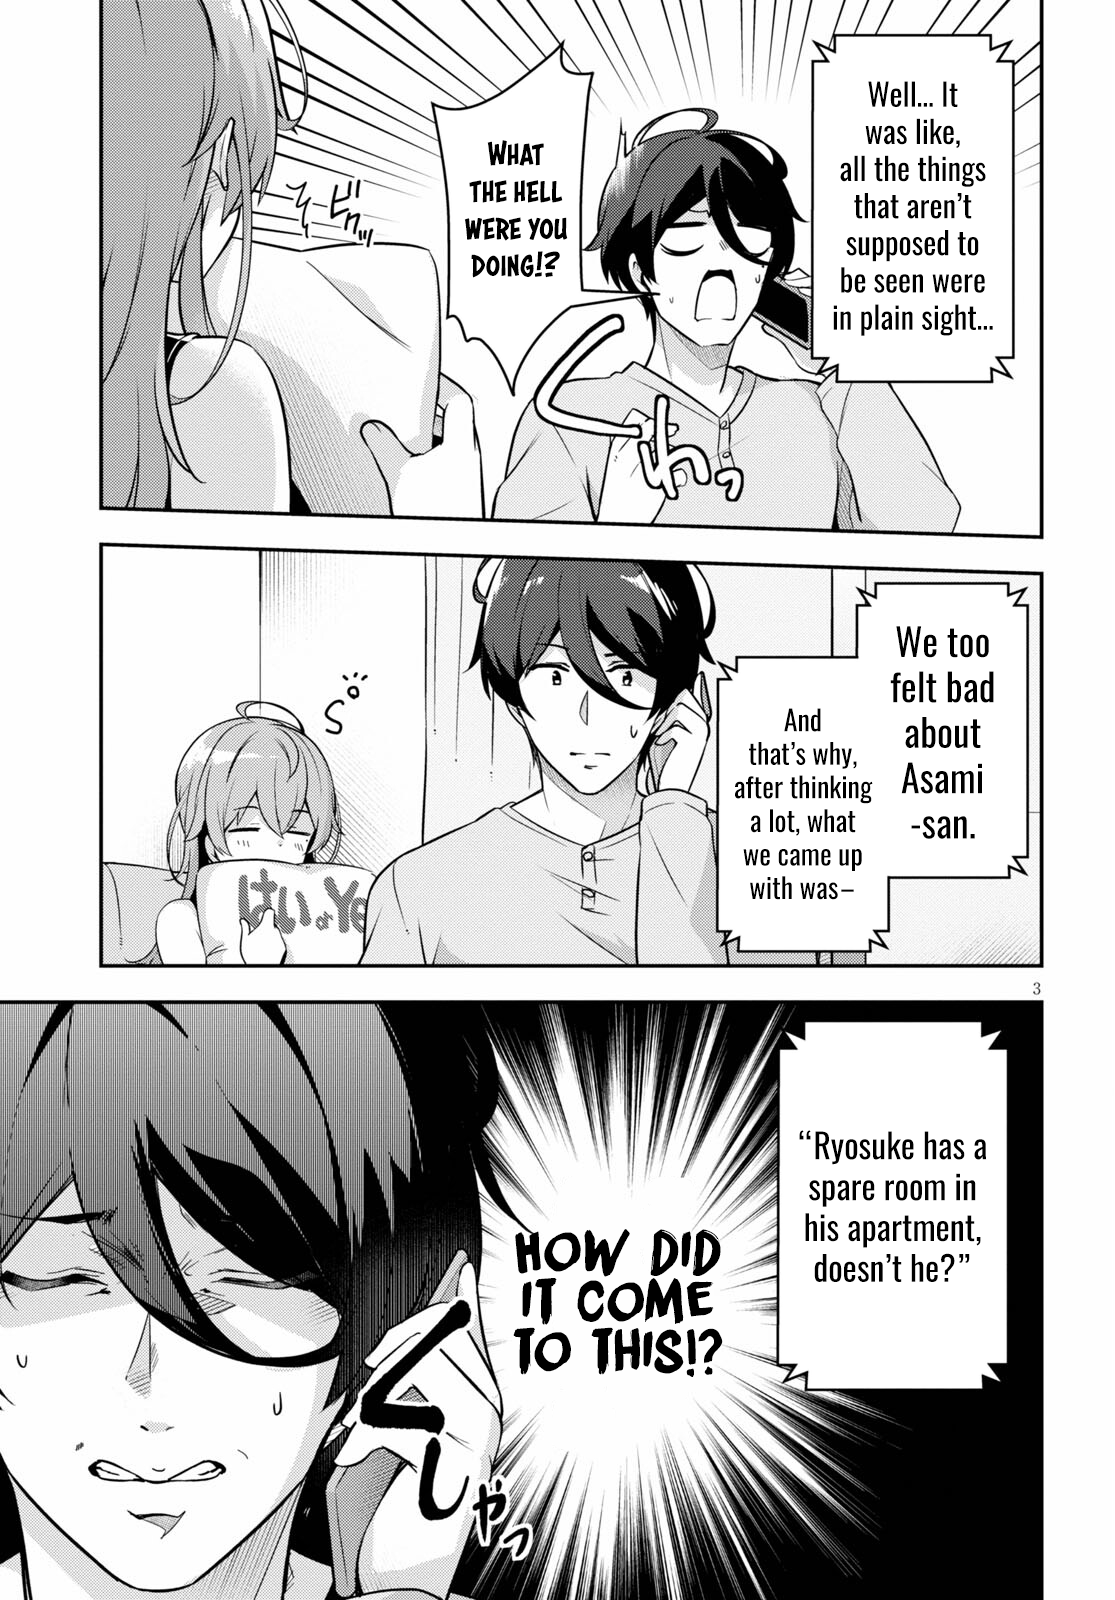 Well... It
was like,
all the things
that aren't
supposed to
be seen were
in plain sight...
WHAT
THE HELL
WERE YOU
DOING!?
くわっ
ビクッ
We too
felt bad
about
Asami
-san.
And
that's why,
after thinking
a lot, what
we came up
with was–
はいよYe
3
“Ryosuke has a
spare room in
his apartment,
doesn't he?”
HOW DID
IT COME
TO THIS!?
くしゃっ